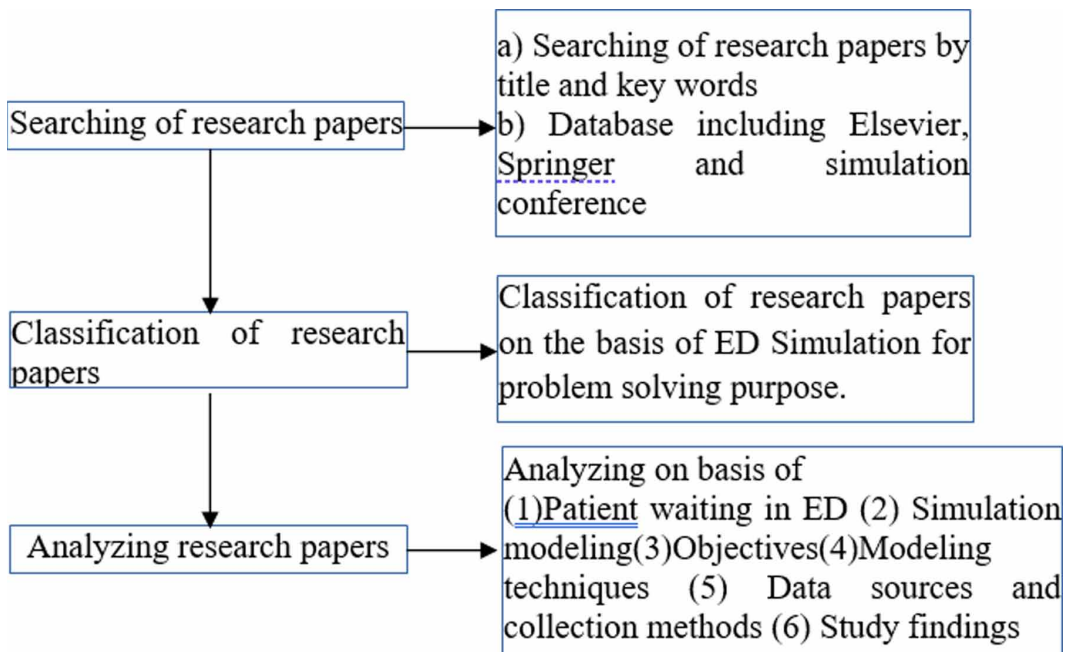 Searching of research papers
a) Searching of research papers by
title and key words
b) Database including Elsevier,
Springer and simulation
conference
Classification of research
papers
Classification of research papers
on the basis of ED Simulation for
problem solving purpose.
Analyzing research papers
Analyzing on basis of
(1)Patient waiting in ED (2) Simulation
modeling(3)Objectives(4)Modeling
techniques (5) Data sources and
collection methods (6) Study findings